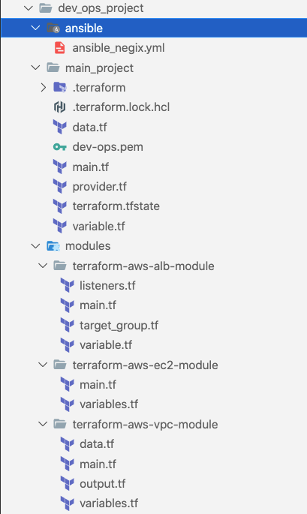 dev_ops_project
ansible
ansible_negix.yml
main_project
.terraform
.terraform.lock.hcl
data.tf
dev-ops.pem
main.tf
provider.tf
terraform.tfstate
variable.tf
modules
terraform-aws-alb-module
listeners.tf
main.tf
target_group.tf
variable.tf
terraform-aws-ec2-module
main.tf
variables.tf
terraform-aws-vpc-module
data.tf
main.tf
output.tf
variables.tf